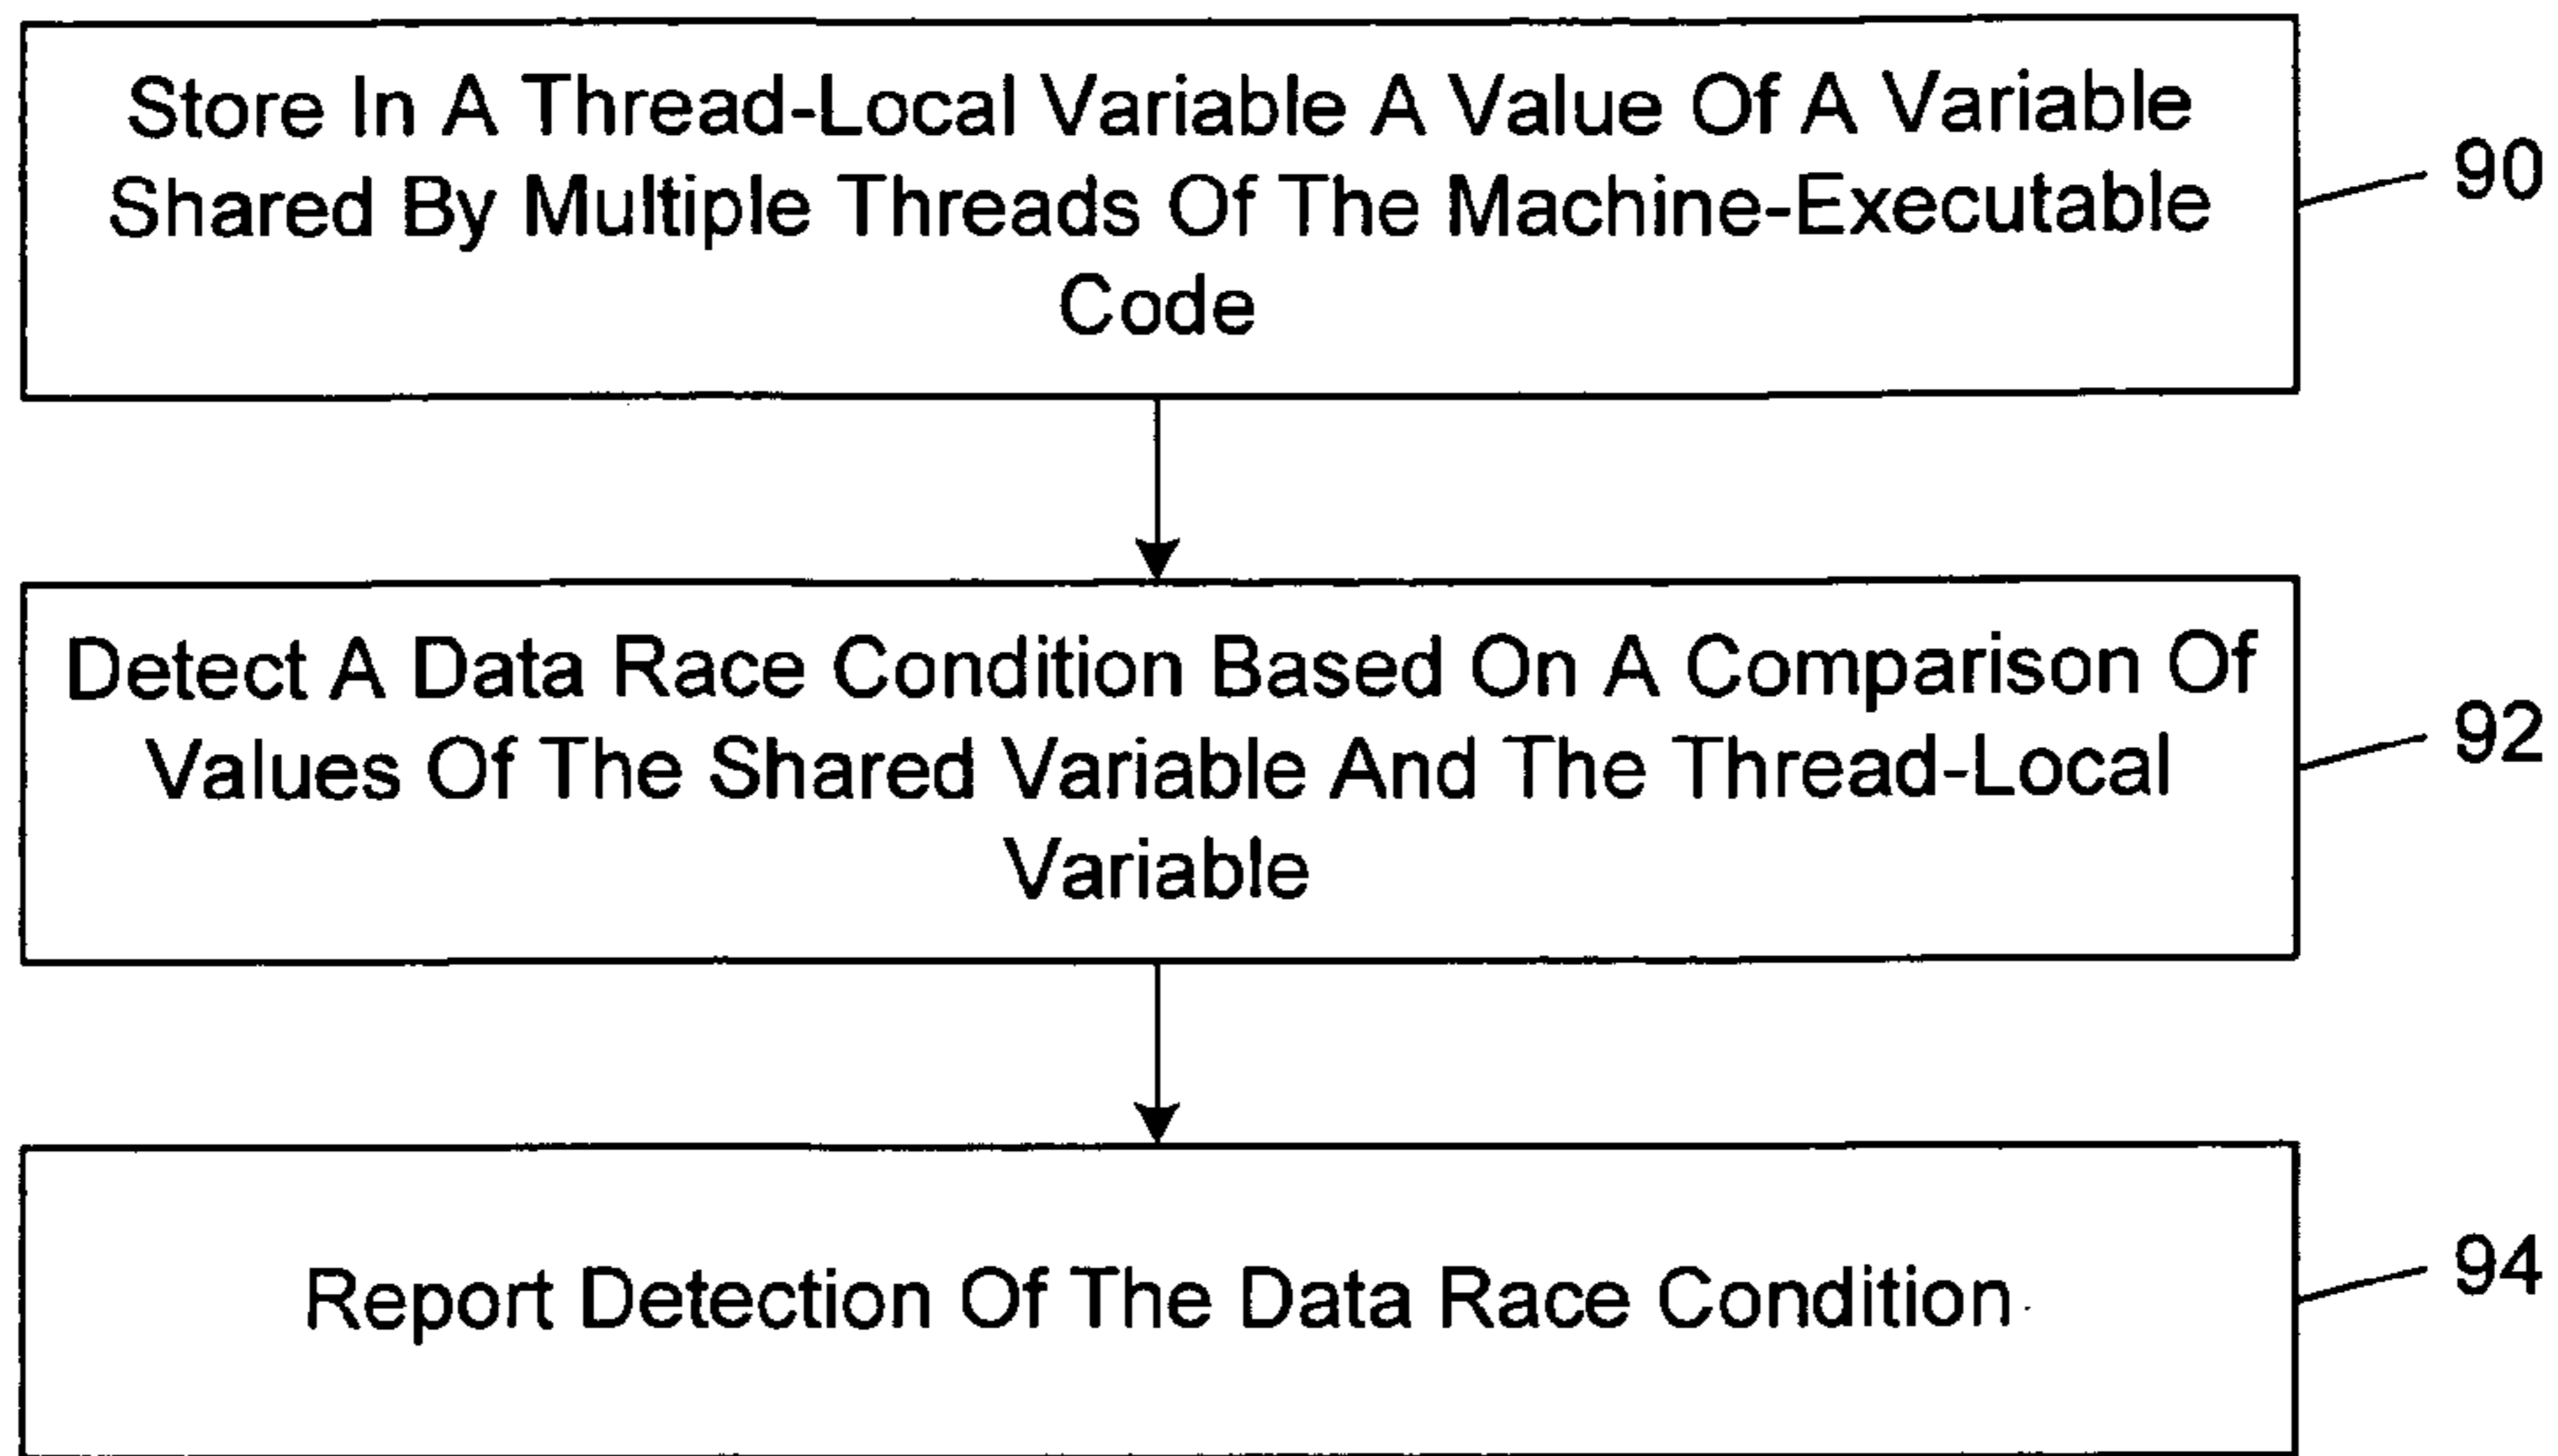 Store In A Thread-Local Variable A Value Of A Variable
Shared By Multiple Threads Of The Machine-Executable
Code
90
Detect A Data Race Condition Based On A Comparison Of
Values Of The Shared Variable And The Thread-Local
Variable
92
Report Detection Of The Data Race Condition
94